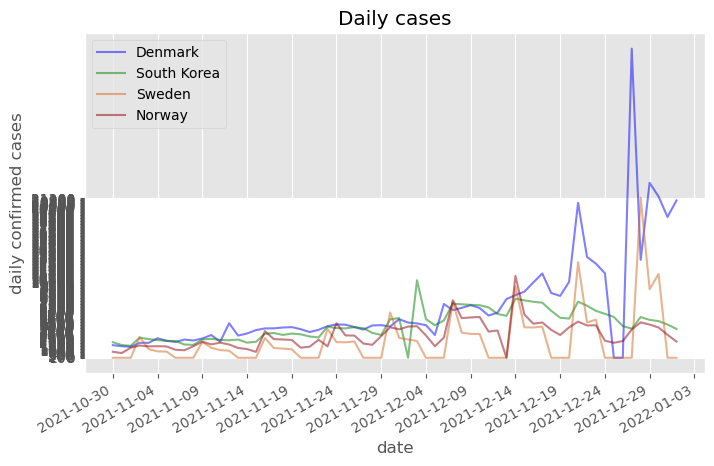 Daily cases
Denmark
South Korea
Sweden
Norway
daily confirmed cases
2021-10-30
2021-11-04
2021-11-09
2021-11-14
2021-11-19
2021-11-24
2021-11-29
2021-12-04
2021-12-09
2021-12-14
2021-12-19
2021-12-24
2021-12-29
2022-01-03
date